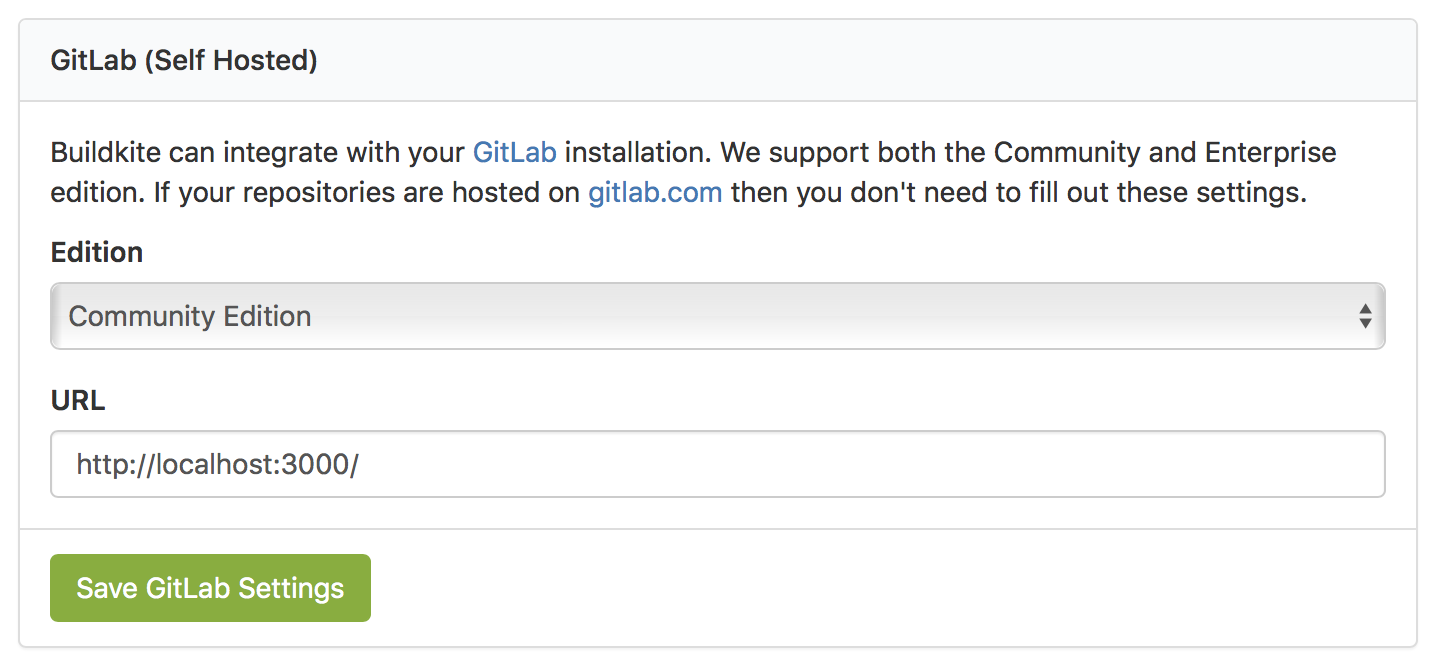 GitLab (Self Hosted)
Buildkite can integrate with your GitLab installation. We support both the Community and Enterprise
edition. If your repositories are hosted on gitlab.com then you don't need to fill out these settings.
Edition
Community Edition
URL
http://localhost:3000/
Save GitLab Settings